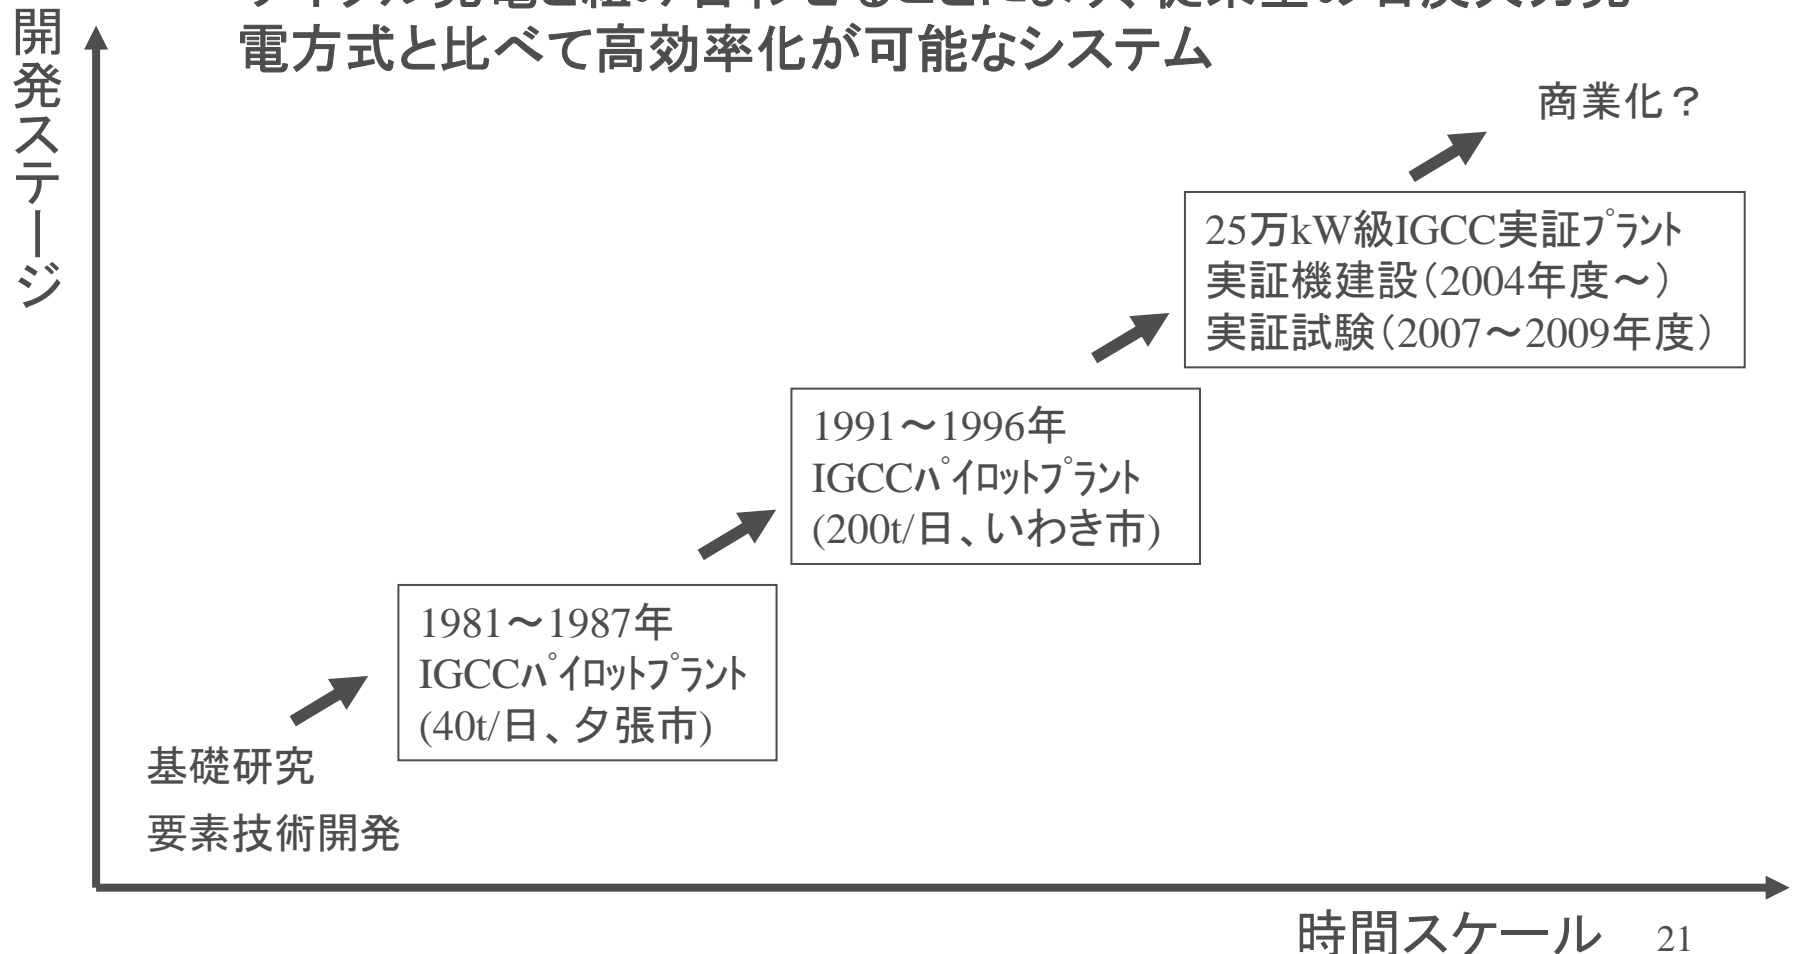 電方式と比べて高効率化が可能なシステム
開発ステージ
商業化？
25万kW級IGCC実証ﾌﾟﾗﾝﾄ
実証機建設（2004年度～）
実証試験（2007～2009年度）
1991～1996年
IGCCﾊﾟｲﾛｯﾄﾌﾟﾗﾝﾄ
(200t/日、いわき市)
1981～1987年
IGCCﾊﾟｲﾛｯﾄﾌﾟﾗﾝﾄ
(40t/日、夕張市)
基礎研究
要素技術開発
時間スケール
21